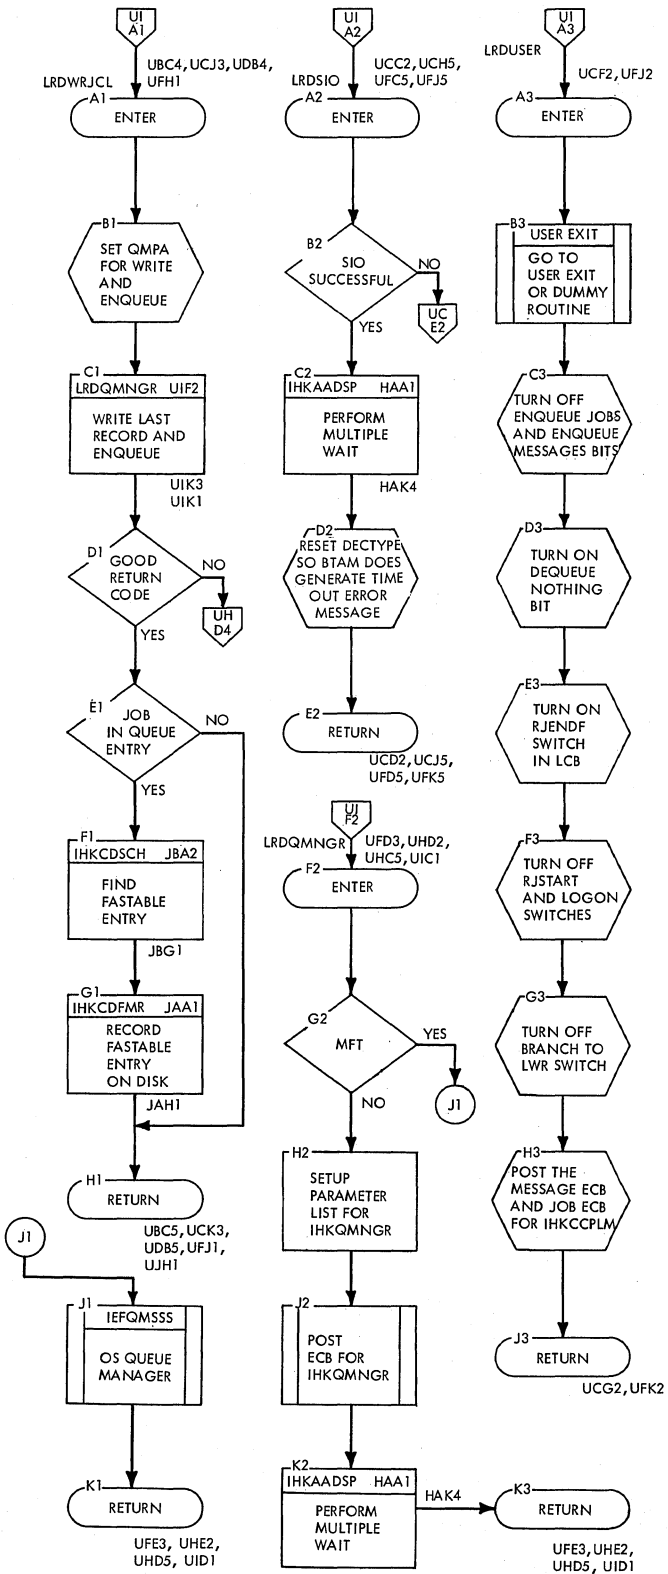 UI
A1
UBC4, UCJ3, UDB4,
UFH1
LRDWRJCL
A1
ENTER
B1
SET QMPA
FOR WRITE
AND
ENQUEUE
C1
LRDQMNGR UIF2
WRITE LAST
RECORD AND
ENQUEUE
UIK3
UIK1
D1
GOOD
RETURN
CODE
NO
UH
D4
YES
E1
JOB
IN QUEUE
ENTRY
NO
YES
F1
IHKCDSCH JBA2
FIND
FASTABLE
ENTRY
JBG1
G1
IHKCDFMR JAA1
RECORD
FASTABLE
ENTRY
ON DISK
JAH1
H1
RETURN
UBC5, UCK3,
UDB5, UFJ1,
UJH1
J1
J1
IEFQMSSS
OS QUEUE
MANAGER
K1
RETURN
UFE3, UHE2,
UHD5, UID1
UI
A2
UCC2, UCH5,
UFC5, UFJ5
LRDSIO
A2
ENTER
B2
SIO
SUCCESSFUL
NO
UC
E2
YES
C2
IHKAADSP HAA1
PERFORM
MULTIPLE
WAIT
HAK4
D2
RESET DECTYPE
SO BTAM DOES
GENERATE TIME
OUT ERROR
MESSAGE
E2
RETURN
UCD2, UCJ5,
UFD5, UFK5
UI
F2
LRDQMNGR
UFD3, UHD2,
UHC5, UIC1
F2
ENTER
G2
MFT
YES
J1
NO
H2
SETUP
PARAMETER
LIST FOR
IHKQMNGR
J2
POST
ECB FOR
IHKQMNGR
K2
IHKAADSP HAA1
PERFORM
MULTIPLE
WAIT
HAK4
UI
A3
LRDUSER
UCF2, UFJ2
A3
ENTER
B3
USER EXIT
GO TO
USER EXIT
OR DUMMY
ROUTINE
C3
TURN OFF
ENQUEUE JOBS
AND ENQUEUE
MESSAGES BITS
D3
TURN ON
DEQUEUE
NOTHING
BIT
E3
TURN ON
RJENDF
SWITCH
IN LCB
F3
TURN OFF
RJSTART
AND LOGON
SWITCHES
G3
TURN OFF
BRANCH TO
LWR SWITCH
H3
POST THE
MESSAGE ECB
AND JOB ECB
FOR IHKCCPLM
J3
RETURN
UCG2, UFK2
K3
RETURN
UFE3, UHE2,
UHD5, UID1